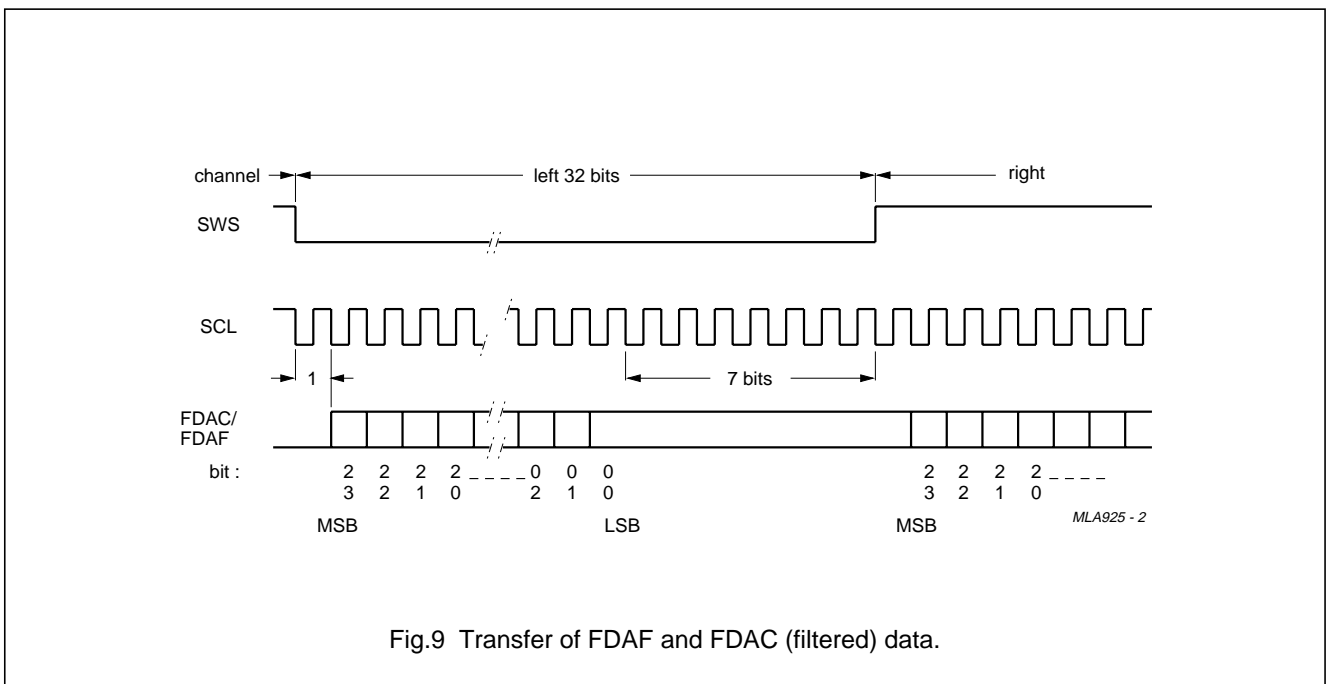 channel left 32 bits right
SWS
SCL
1 7 bits
FDAC/
FDAF
bit : 2 2 2 2 _ _ _ _ 0 0 0 2 2 2 2 _ _ _ _
3 2 1 0 2 1 0 3 2 1 0
MSB LSB MSB MLA925 - 2
Fig.9 Transfer of FDAF and FDAC (filtered) data.